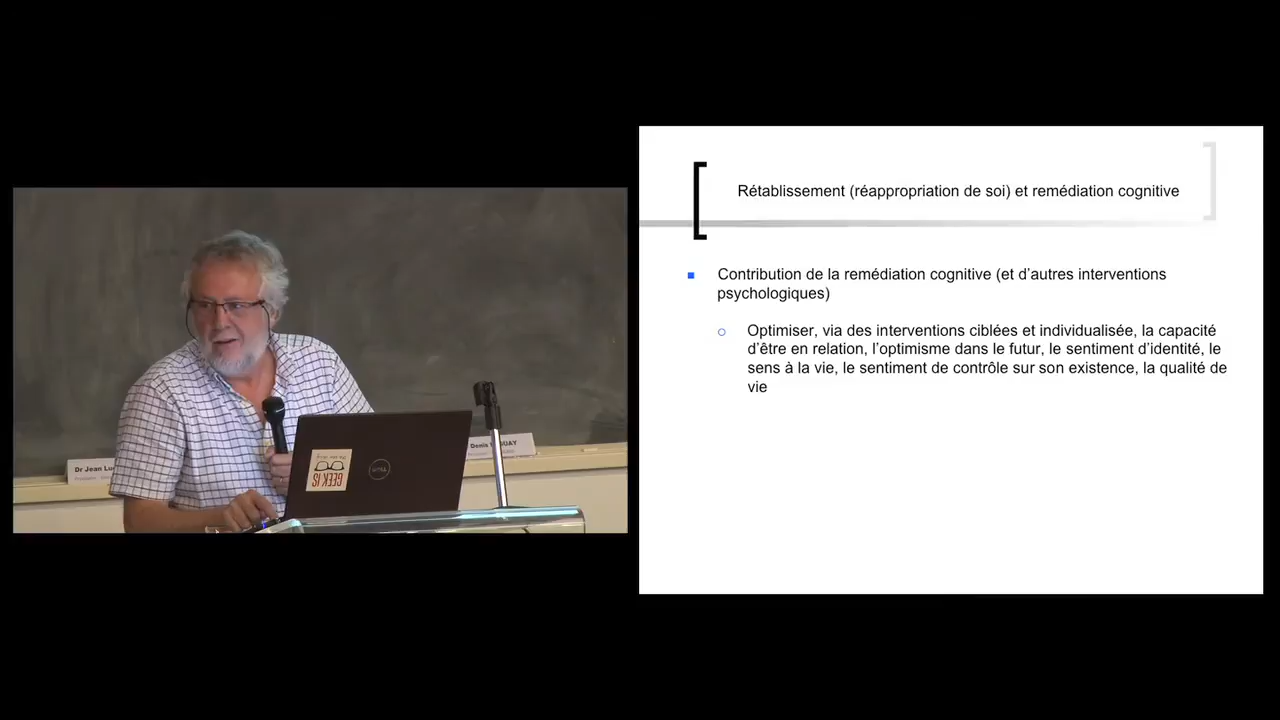 Dr Jean
Denis
GEEK IS
Rétablissement (réappropriation de soi) et remédiation cognitive
Contribution de la remédiation cognitive (et d'autres interventions
psychologiques)
Optimiser, via des interventions ciblées et individualisée, la capacité
d'être en relation, l'optimisme dans le futur, le sentiment d'identité, le
sens à la vie, le sentiment de contrôle sur son existence, la qualité de
vie